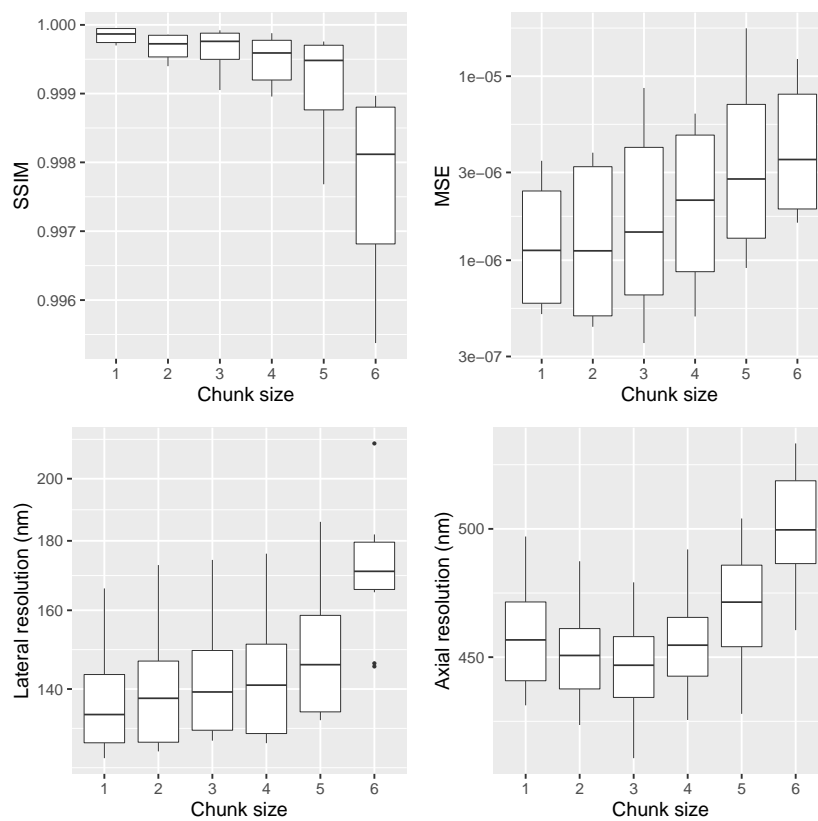 1.000
0.999
0.998
0.997
0.996
SSIM
1 2 3 4 5 6
Chunk size
1e-05
3e-06
1e-06
3e-07
MSE
1 2 3 4 5 6
Chunk size
200
180
160
140
Lateral resolution (nm)
1 2 3 4 5 6
Chunk size
500
450
Axial resolution (nm)
1 2 3 4 5 6
Chunk size